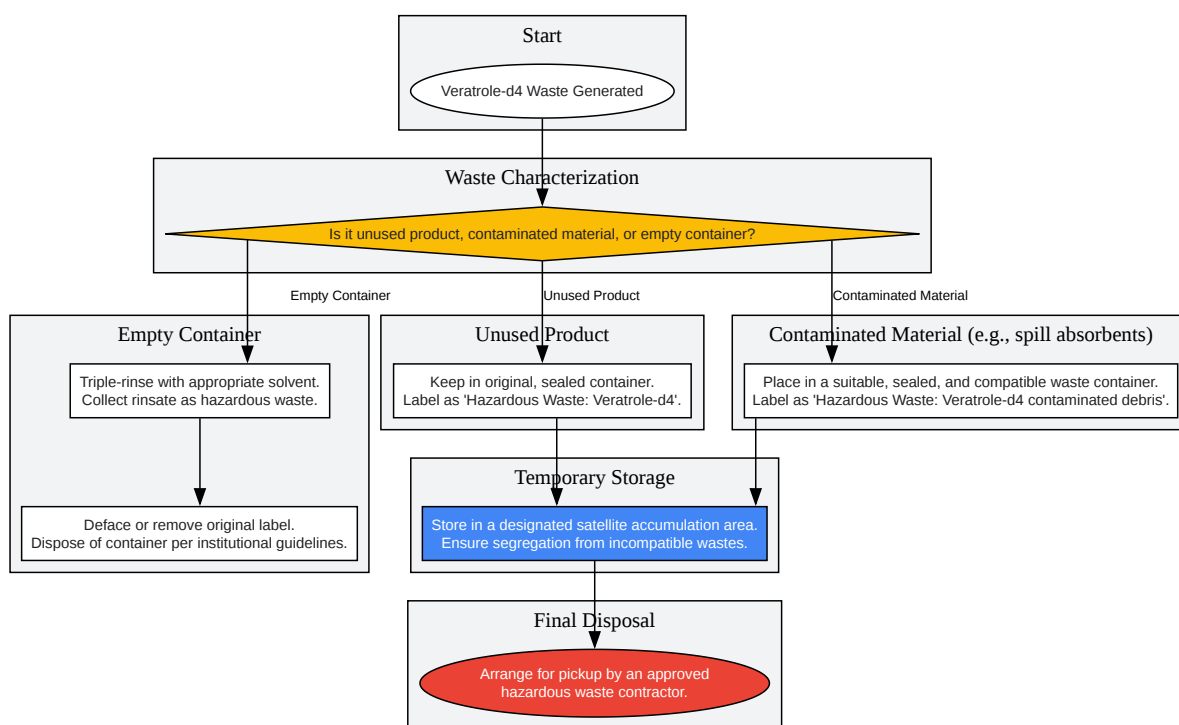 Start
Veratrole-d4 Waste Generated
Waste Characterization
Is it unused product, contaminated material, or empty container?
Empty Container
Unused Product
Contaminated Material
Empty Container
Triple-rinse with appropriate solvent.
Collect rinsate as hazardous waste.
Unused Product
Keep in original, sealed container.
Label as 'Hazardous Waste: Veratrole-d4'.
Contaminated Material (e.g., spill absorbents)
Place in a suitable, sealed, and compatible waste container.
Label as 'Hazardous Waste: Veratrole-d4 contaminated debris'.
Deface or remove original label.
Dispose of container per institutional guidelines.
Temporary Storage
Store in a designated satellite accumulation area.
Ensure segregation from incompatible wastes.
Final Disposal
Arrange for pickup by an approved
hazardous waste contractor.